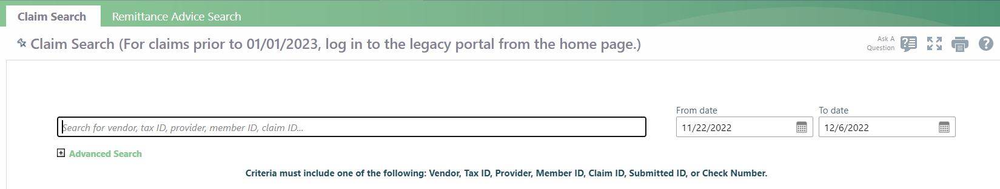 Claim Search
Remittance Advice Search
Claim Search (For claims prior to 01/01/2023, log in to the legacy portal from the home page.)
Ask A
Question
From date
To date
Search for vendor, tax ID, provider, member ID, claim ID...
11/22/2022
12/6/2022
Advanced Search
Criteria must include one of the following: Vendor, Tax ID, Provider, Member ID, Claim ID, Submitted ID, or Check Number.